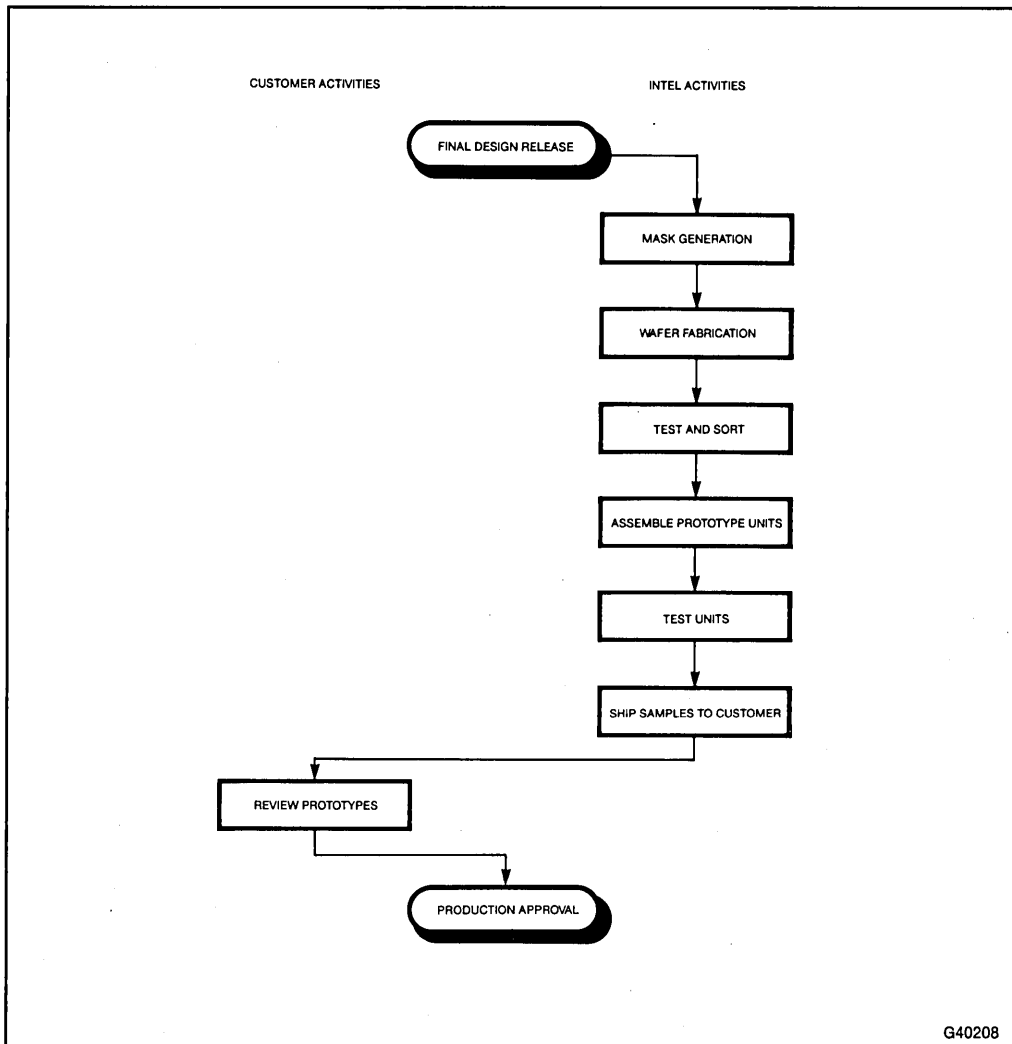 CUSTOMER ACTIVITIES
INTEL ACTIVITIES
FINAL DESIGN RELEASE
MASK GENERATION
WAFER FABRICATION
TEST AND SORT
ASSEMBLE PROTOTYPE UNITS
TEST UNITS
SHIP SAMPLES TO CUSTOMER
REVIEW PROTOTYPES
PRODUCTION APPROVAL
G40208